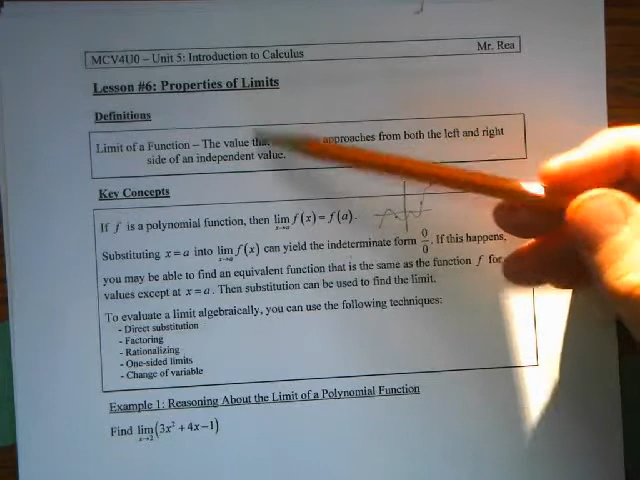 MCV4U0 – Unit 5: Introduction to Calculus
Mr. Rea
Lesson #6: Properties of Limits
Definitions
Limit of a Function – The value approaches from both the left and right
side of an independent value.
Key Concepts
If f is a polynomial function, then lim x→a f(x) = f(a).
Substituting x = a into lim x→a f(x) can yield the indeterminate form 0/0. If this happens,
you may be able to find an equivalent function that is the same as the function f for
values except at x = a. Then substitution can be used to find the limit.
To evaluate a limit algebraically, you can use the following techniques:
- Direct substitution
- Factoring
- Rationalizing
- One-sided limits
- Change of variable
Example 1: Reasoning About the Limit of a Polynomial Function
Find lim x→2 (3x² + 4x – 1)